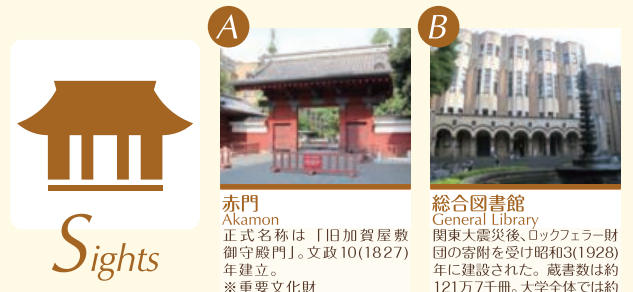 Sights
A
赤門
Akamon
正式名称は「旧加賀屋敷
御守殿門」。文政10(1827)
年建立。
※重要文化財
B
総合図書館
General Library
関東大震災後、ロックフェラー財
団の寄附を受け昭和3(1928)
年に建設された。蔵書数は約
121万7千冊。大学全体では約